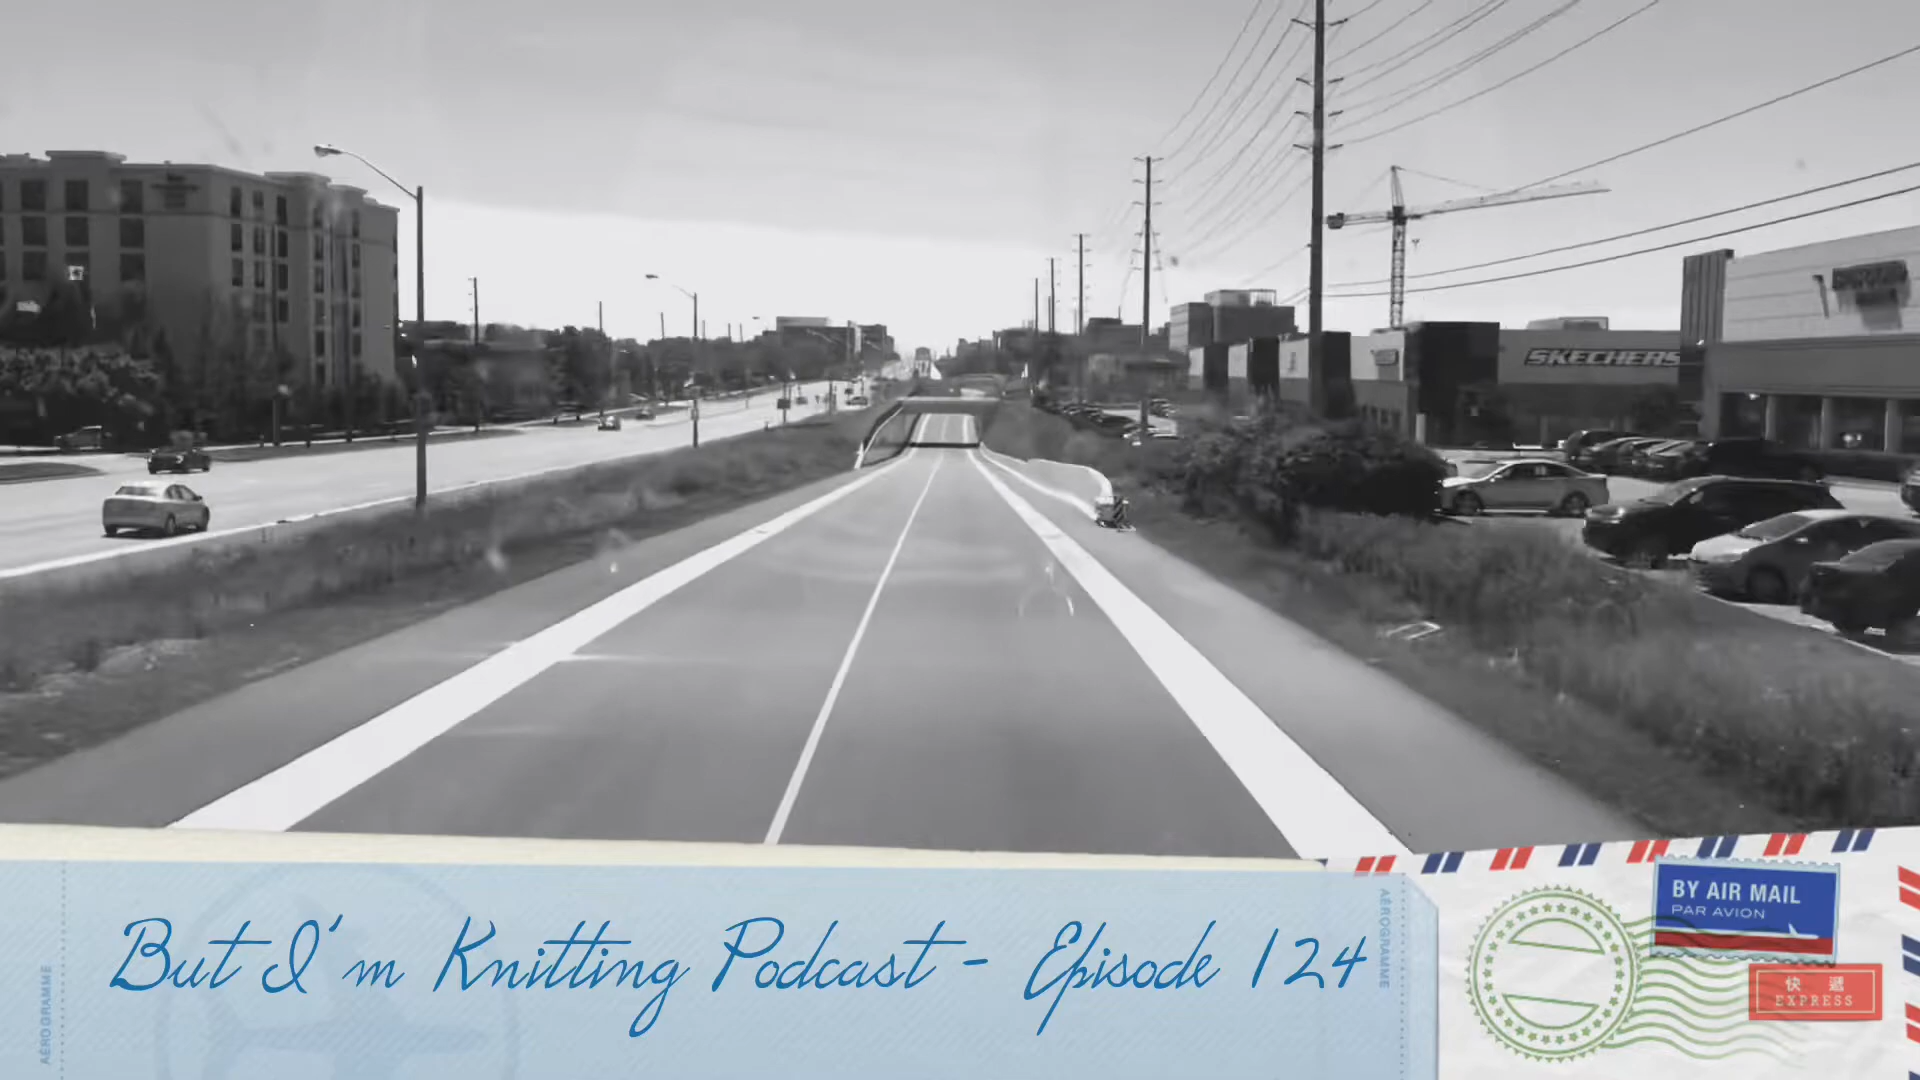 SKECHERS
But I'm Knitting Podcast - Episode 124
AÉROGRAMME
AÉROGRAMME
BY AIR MAIL
PAR AVION
快 遞
EXPRESS